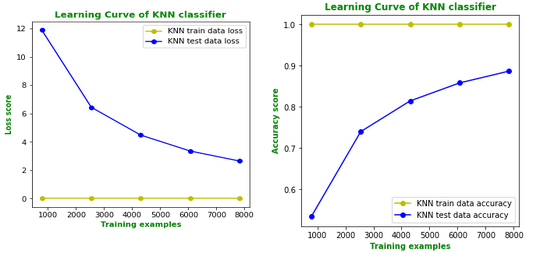 Learning Curve of KNN classifier
KNN train data loss
KNN test data loss
Loss score
12
10
8
6
4
2
0
1000 2000 3000 4000 5000 6000 7000 8000
Training examples
Learning Curve of KNN classifier
Accuracy score
1.0
0.9
0.8
0.7
0.6
KNN train data accuracy
KNN test data accuracy
1000 2000 3000 4000 5000 6000 7000 8000
Training examples